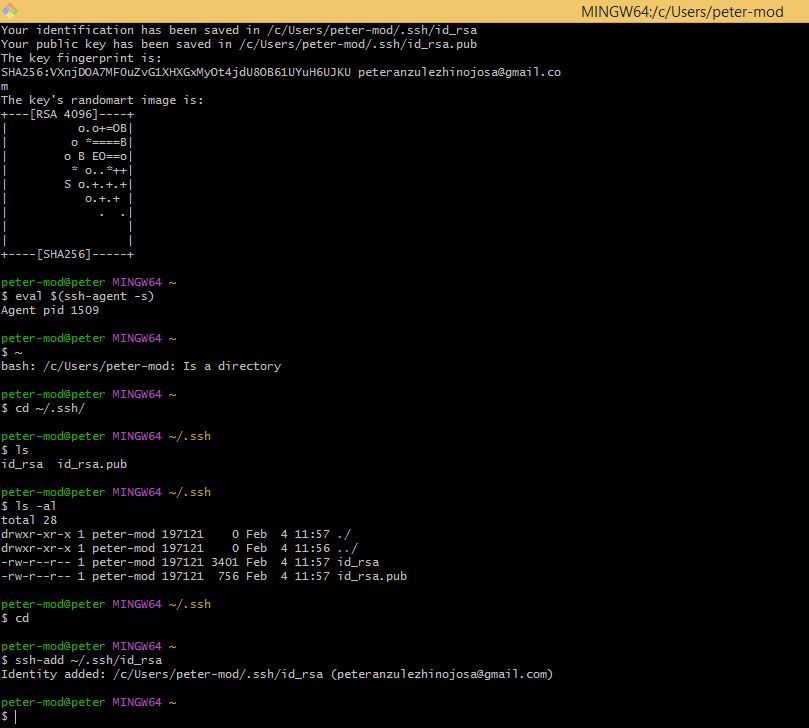 MINGW64:/c/Users/peter-mod
Your identification has been saved in /c/Users/peter-mod/.ssh/id_rsa
Your public key has been saved in /c/Users/peter-mod/.ssh/id_rsa.pub
The key fingerprint is:
SHA256:VXnjDOA7MFOuZvG1XHXGxMyOt4jdU8OB61UYuH6UJKU peteranzulezhinojosa@gmail.co
m
The key's randomart image is:
+---[RSA 4096]----+
|          o.o+=OB|
|         o *====B|
|        o B EO==o|
|         * o..*++|
|        S o.+.+.+|
|           o.+.+ |
|             .  .|
|                 |
|                 |
+----[SHA256]-----+
peter-mod@peter MINGW64 ~
$ eval $(ssh-agent -s)
Agent pid 1509
peter-mod@peter MINGW64 ~
$ ~
bash: /c/Users/peter-mod: Is a directory
peter-mod@peter MINGW64 ~
$ cd ~/.ssh/
peter-mod@peter MINGW64 ~/.ssh
$ ls
id_rsa  id_rsa.pub
peter-mod@peter MINGW64 ~/.ssh
$ ls -al
total 28
drwxr-xr-x 1 peter-mod 197121    0 Feb  4 11:57 ./
drwxr-xr-x 1 peter-mod 197121    0 Feb  4 11:56 ../
-rw-r--r-- 1 peter-mod 197121 3401 Feb  4 11:57 id_rsa
-rw-r--r-- 1 peter-mod 197121  756 Feb  4 11:57 id_rsa.pub
peter-mod@peter MINGW64 ~/.ssh
$ cd
peter-mod@peter MINGW64 ~
$ ssh-add ~/.ssh/id_rsa
Identity added: /c/Users/peter-mod/.ssh/id_rsa (peteranzulezhinojosa@gmail.com)
peter-mod@peter MINGW64 ~
$